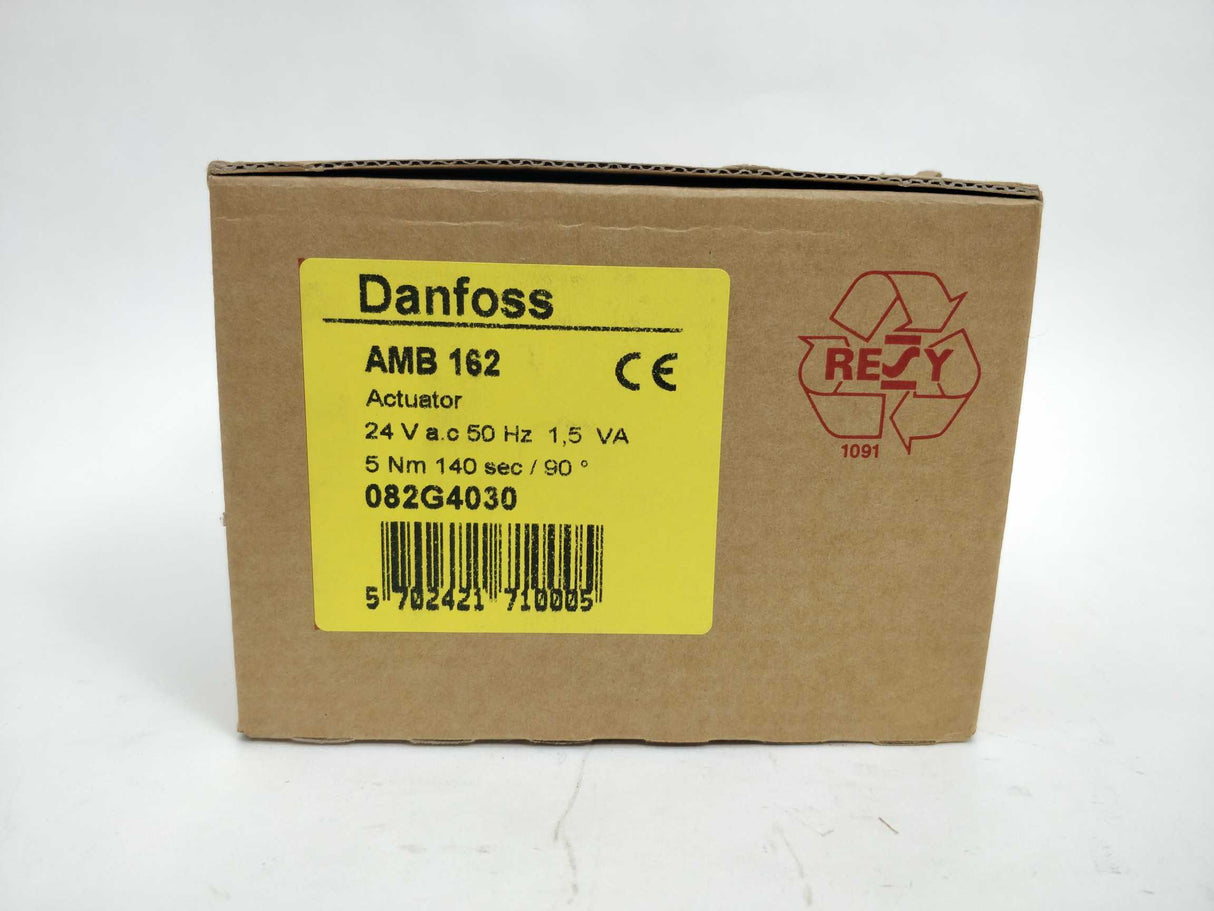 Danfoss
AMB 162 CE
Actuator
24 V a.c 50 Hz 1,5 VA
5 Nm 140 sec / 90 °
082G4030
5 702421 710005
RESY
1091